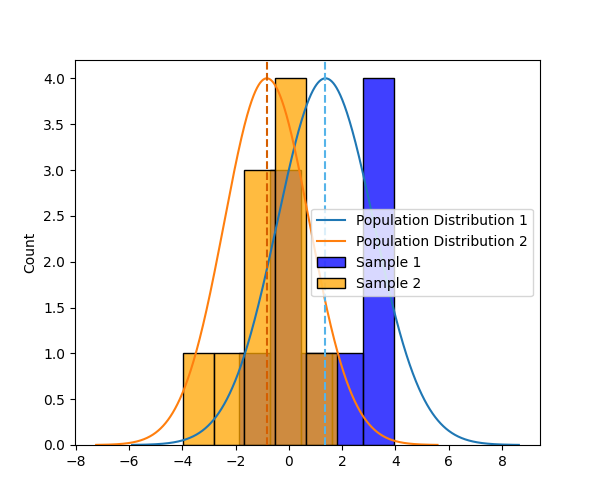 4.0
3.5
3.0
2.5
2.0
1.5
1.0
0.5
0.0
Count
Population Distribution 1
Population Distribution 2
Sample 1
Sample 2
−8 −6 −4 −2 0 2 4 6 8